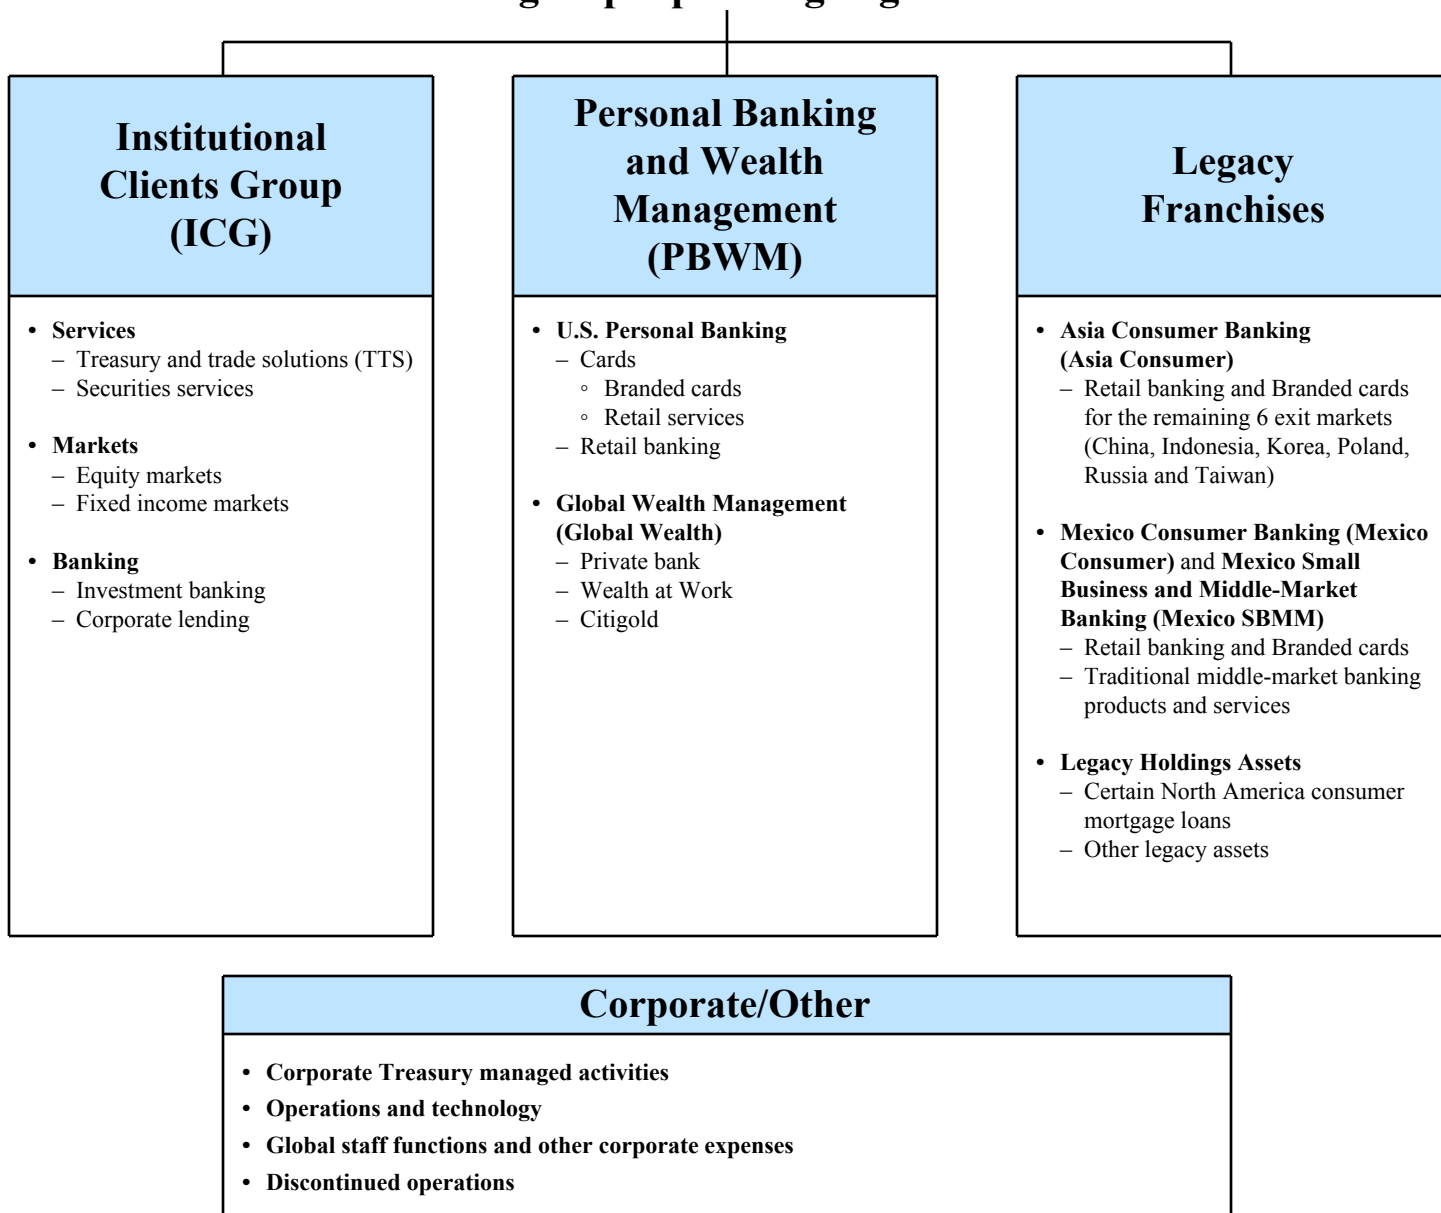 Institutional
Clients Group
(ICG)
• Services
– Treasury and trade solutions (TTS)
– Securities services
• Markets
– Equity markets
– Fixed income markets
• Banking
– Investment banking
– Corporate lending
Personal Banking
and Wealth
Management
(PBWM)
• U.S. Personal Banking
– Cards
◦ Branded cards
◦ Retail services
– Retail banking
• Global Wealth Management
(Global Wealth)
– Private bank
– Wealth at Work
– Citigold
Legacy
Franchises
• Asia Consumer Banking
(Asia Consumer)
– Retail banking and Branded cards
for the remaining 6 exit markets
(China, Indonesia, Korea, Poland,
Russia and Taiwan)
• Mexico Consumer Banking (Mexico
Consumer) and Mexico Small
Business and Middle-Market
Banking (Mexico SBMM)
– Retail banking and Branded cards
– Traditional middle-market banking
products and services
• Legacy Holdings Assets
– Certain North America consumer
mortgage loans
– Other legacy assets
Corporate/Other
• Corporate Treasury managed activities
• Operations and technology
• Global staff functions and other corporate expenses
• Discontinued operations